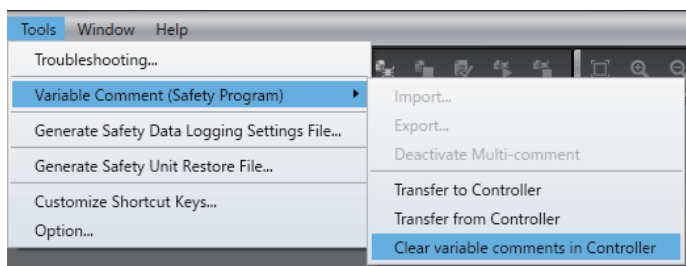 Tools Window Help
Troubleshooting...
Variable Comment (Safety Program)
Import...
Generate Safety Data Logging Settings File...
Export...
Deactivate Multi-comment
Generate Safety Unit Restore File...
Transfer to Controller
Customize Shortcut Keys...
Transfer from Controller
Option...
Clear variable comments in Controller